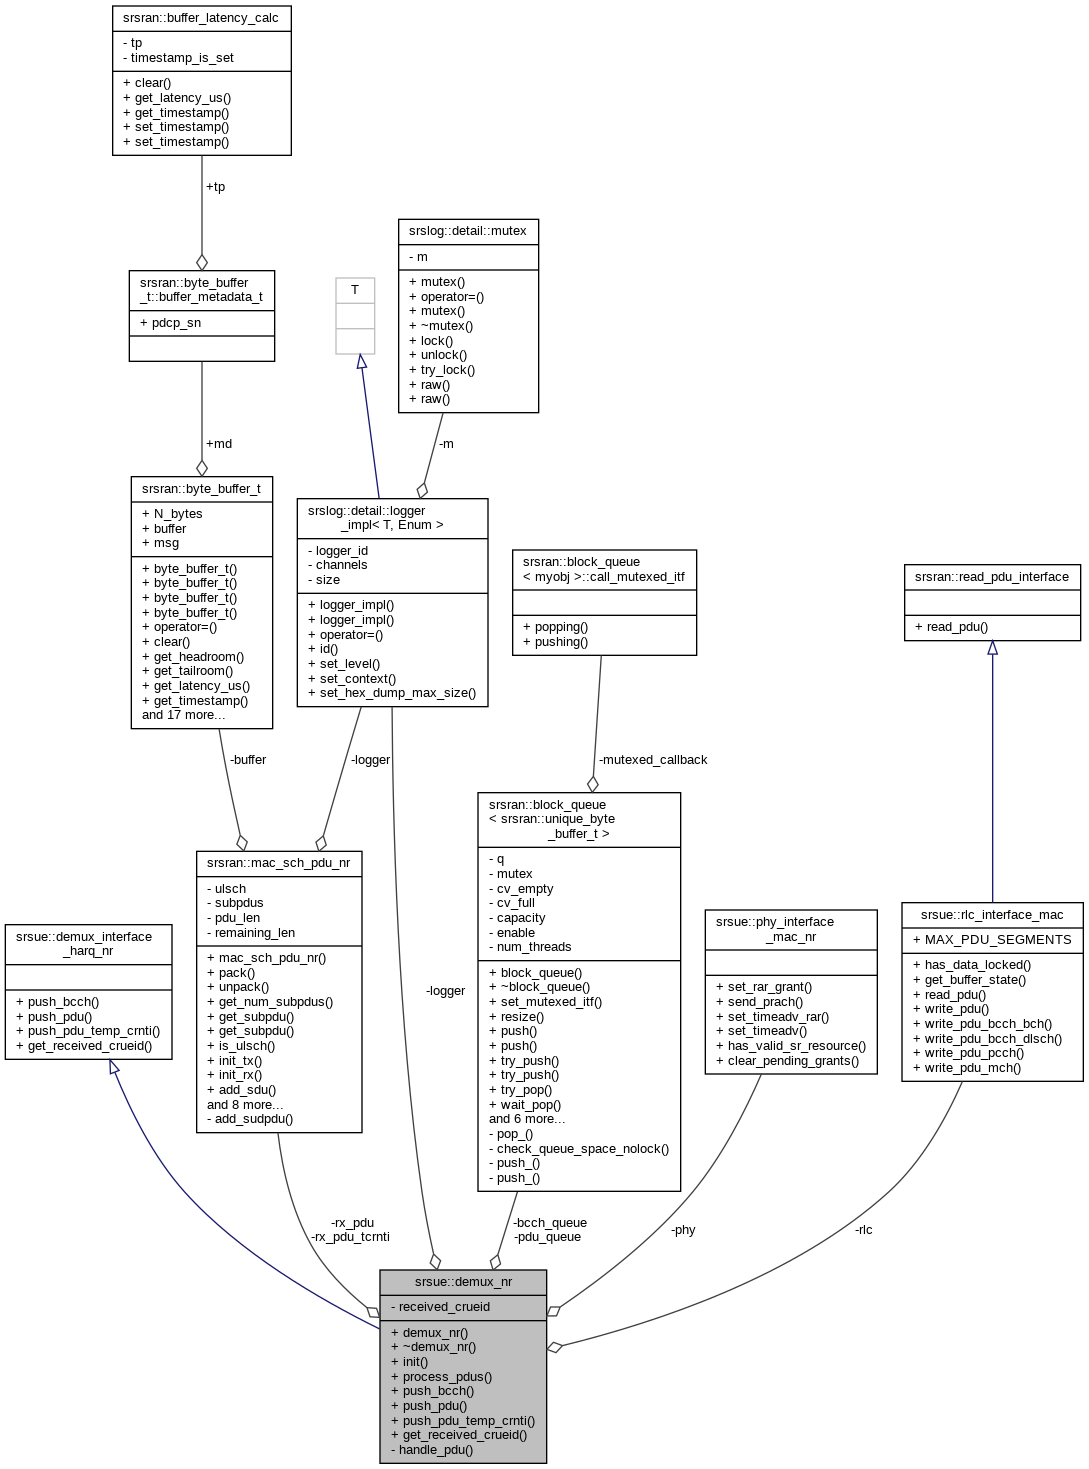 srsran::buffer_latency_calc
- tp
- timestamp_is_set
+ clear()
+ get_latency_us()
+ get_timestamp()
+ set_timestamp()
+ set_timestamp()
+tp
srsran::byte_buffer
_t::buffer_metadata_t
+ pdcp_sn
+md
srsran::byte_buffer_t
+ N_bytes
+ buffer
+ msg
+ byte_buffer_t()
+ byte_buffer_t()
+ byte_buffer_t()
+ byte_buffer_t()
+ operator=()
+ clear()
+ get_headroom()
+ get_tailroom()
+ get_latency_us()
+ get_timestamp()
and 17 more...
-buffer
T
srslog::detail::mutex
- m
+ mutex()
+ operator=()
+ mutex()
+ ~mutex()
+ lock()
+ unlock()
+ try_lock()
+ raw()
+ raw()
-m
srslog::detail::logger
_impl< T, Enum >
- logger_id
- channels
- size
+ logger_impl()
+ logger_impl()
+ operator=()
+ id()
+ set_level()
+ set_context()
+ set_hex_dump_max_size()
-logger
-logger
srsran::block_queue
< myobj >::call_mutexed_itf
+ popping()
+ pushing()
-mutexed_callback
srsran::block_queue
< srsran::unique_byte
_buffer_t >
- q
- mutex
- cv_empty
- cv_full
- capacity
- enable
- num_threads
+ block_queue()
+ ~block_queue()
+ set_mutexed_itf()
+ resize()
+ push()
+ push()
+ try_push()
+ try_push()
+ try_pop()
+ wait_pop()
and 6 more...
- pop_()
- check_queue_space_nolock()
- push_()
- push_()
-bcch_queue
-pdu_queue
srsran::read_pdu_interface
+ read_pdu()
srsue::rlc_interface_mac
+ MAX_PDU_SEGMENTS
+ has_data_locked()
+ get_buffer_state()
+ read_pdu()
+ write_pdu()
+ write_pdu_bcch_bch()
+ write_pdu_bcch_dlsch()
+ write_pdu_pcch()
+ write_pdu_mch()
-rlc
srsue::phy_interface
_mac_nr
+ set_rar_grant()
+ send_prach()
+ set_timeadv_rar()
+ set_timeadv()
+ has_valid_sr_resource()
+ clear_pending_grants()
-phy
srsran::mac_sch_pdu_nr
- ulsch
- subpdus
- pdu_len
- remaining_len
+ mac_sch_pdu_nr()
+ pack()
+ unpack()
+ get_num_subpdus()
+ get_subpdu()
+ get_subpdu()
+ is_ulsch()
+ init_tx()
+ init_rx()
+ add_sdu()
and 8 more...
- add_sudpdu()
-rx_pdu
-rx_pdu_tcrnti
srsue::demux_interface
_harq_nr
+ push_bcch()
+ push_pdu()
+ push_pdu_temp_crnti()
+ get_received_crueid()
srsue::demux_nr
- received_crueid
+ demux_nr()
+ ~demux_nr()
+ init()
+ process_pdus()
+ push_bcch()
+ push_pdu()
+ push_pdu_temp_crnti()
+ get_received_crueid()
- handle_pdu()